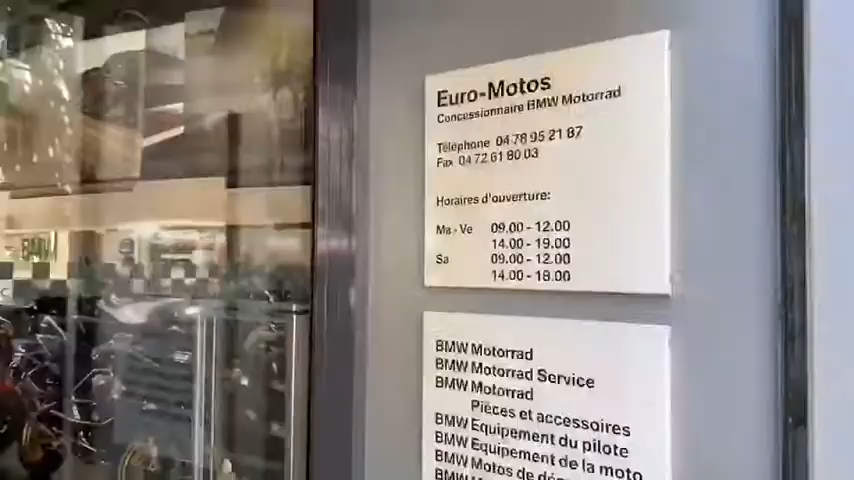 Euro-Motos
Concessionnaire BMW Motorrad
Téléphone 04 78 95 21 87
Fax 04 72 61 80 03
Horaires d'ouverture:
Ma - Ve 09.00 - 12.00
14.00 - 19.00
Sa 09.00 - 12.00
14.00 - 18.00
BMW Motorrad
BMW Motorrad Service
BMW Motorrad
Pièces et accessoires
BMW Equipement du pilote
BMW Equipement de la moto
BMW Motos de
BMW